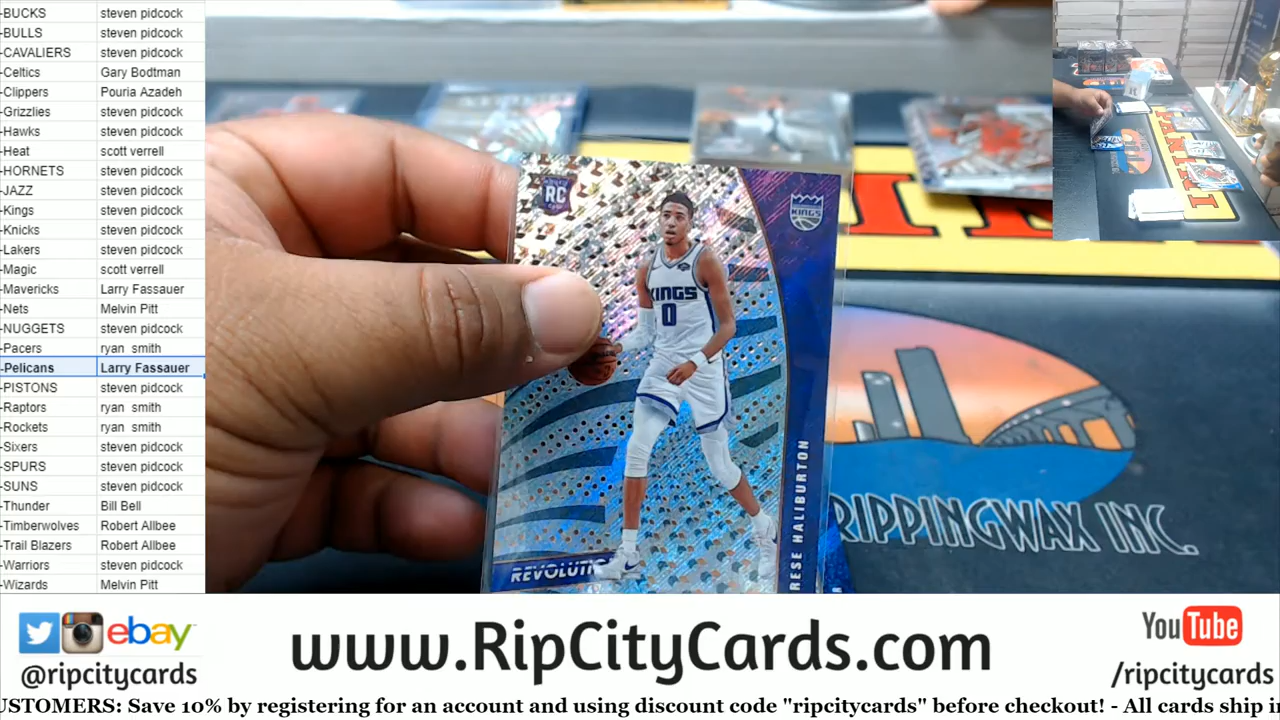 -BUCKS steven pidcock
-BULLS steven pidcock
-CAVALIERS steven pidcock
-Celtics Gary Bodtman
-Clippers Pouria Azadeh
-Grizzlies steven pidcock
-Hawks steven pidcock
-Heat scott verrell
-HORNETS steven pidcock
-JAZZ steven pidcock
-Kings steven pidcock
-Knicks steven pidcock
-Lakers steven pidcock
-Magic scott verrell
-Mavericks Larry Fassauer
-Nets Melvin Pitt
-NUGGETS steven pidcock
-Pacers ryan smith
-Pelicans Larry Fassauer
-PISTONS steven pidcock
-Raptors ryan smith
-Rockets ryan smith
-Sixers steven pidcock
-SPURS steven pidcock
-SUNS steven pidcock
-Thunder Bill Bell
-Timberwolves Robert Allbee
-Trail Blazers Robert Allbee
-Warriors steven pidcock
-Wizards Melvin Pitt
RC
KINGS
KINGS
0
RESE HALIBURTON
REVOLUTIO
PANINI
RIPPINGWAX INC.
ebay
@ripcitycards
www.RipCityCards.com
YouTube
/ripcitycards
USTOMERS: Save 10% by registering for an account and using discount code "ripcitycards" before checkout! - All cards ship in